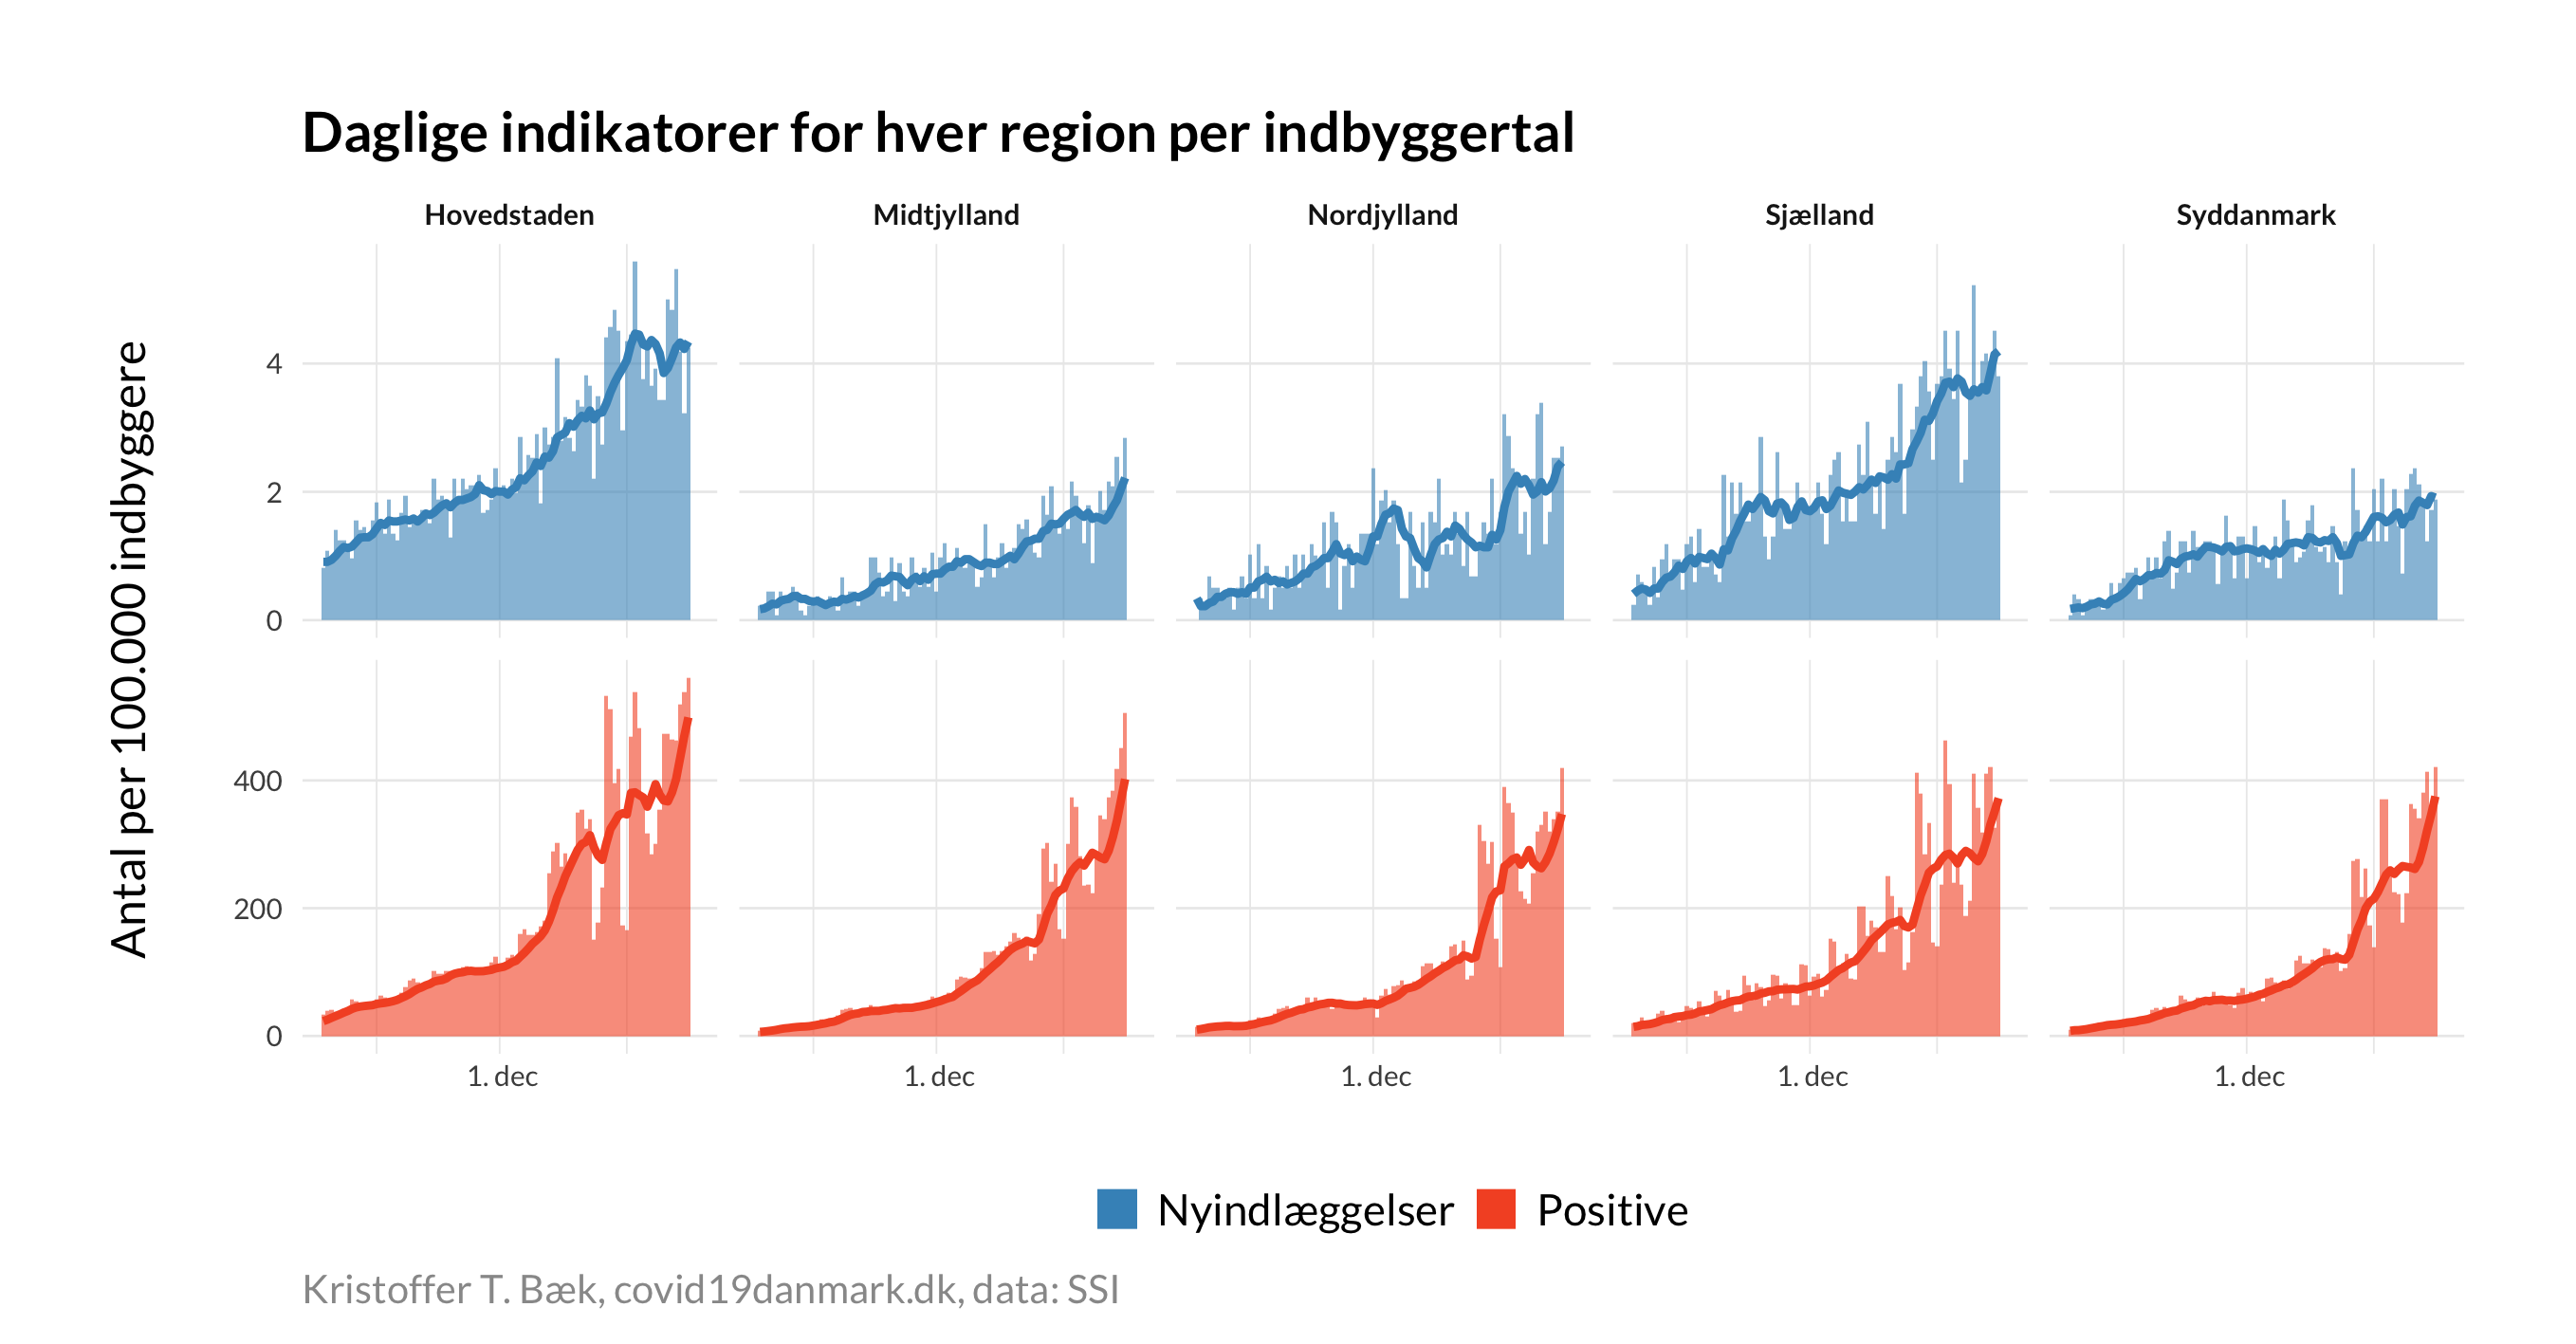 Daglige indikatorer for hver region per indbyggertal
Hovedstaden Midtjylland Nordjylland Sjælland Syddanmark
Antal per 100.000 indbyggere
4
2
0
400
200
0
1. dec 1. dec 1. dec 1. dec 1. dec
Nyindlæggelser Positive
Kristoffer T. Bæk, covid19danmark.dk, data: SSI